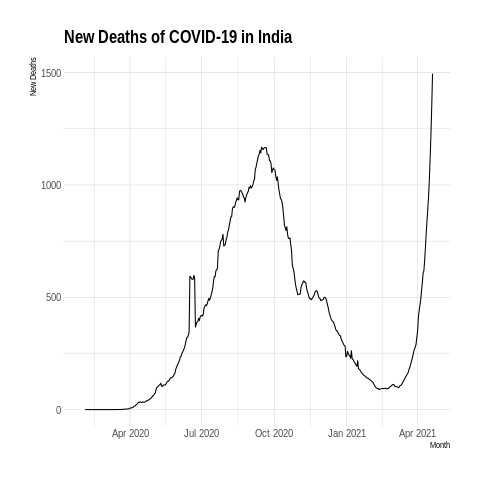 New Deaths of COVID-19 in India
New Deaths
1500
1000
500
0
Apr 2020 Jul 2020 Oct 2020 Jan 2021 Apr 2021
Month